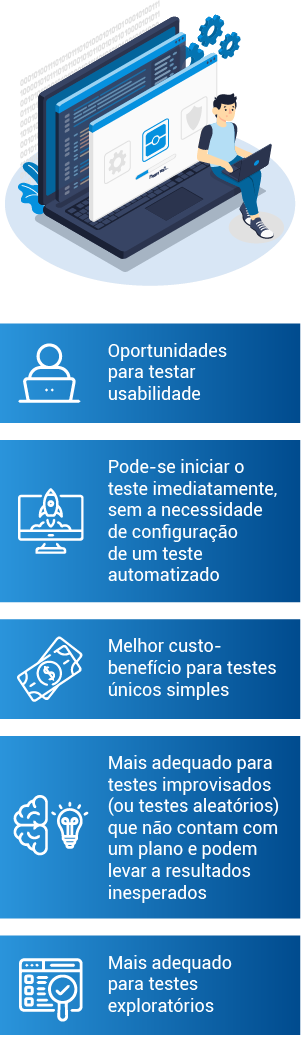 Oportunidades
para testar
usabilidade
Pode-se iniciar o
teste imediatamente,
sem a necessidade
de configuração
de um teste
automatizado
Melhor custo-
benefício para testes
únicos simples
Mais adequado para
testes improvisados
(ou testes aleatórios)
que não contam com
um plano e podem
levar a resultados
inesperados
Mais adequado
para testes
exploratórios